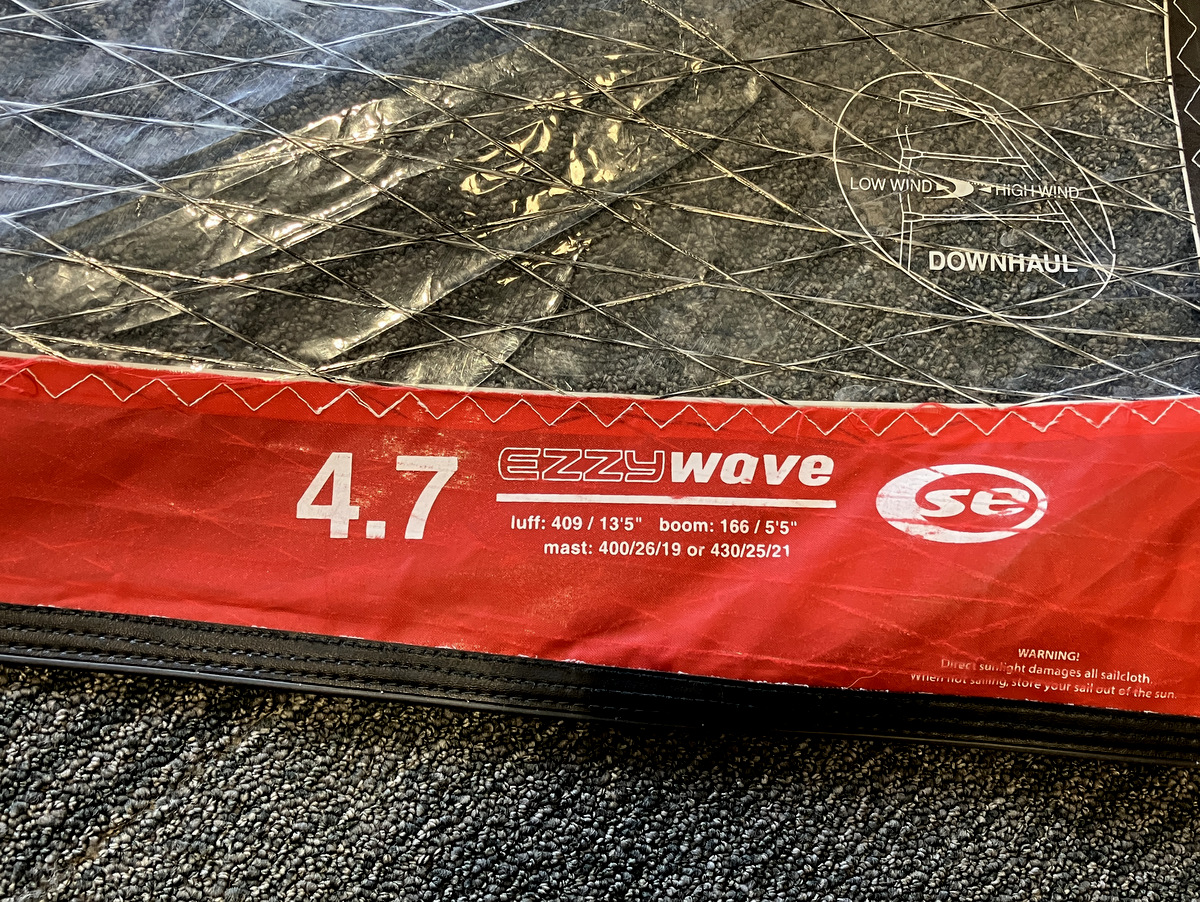 LOW WIND HIGH WIND
DOWNHAUL
4.7 EZZY wave se
luff: 409 / 13'5" boom: 166 / 5'5"
mast: 400/26/19 or 430/25/21
WARNING!
Direct sunlight damages all sailcloth.
When not sailing, store your sail out of the sun.